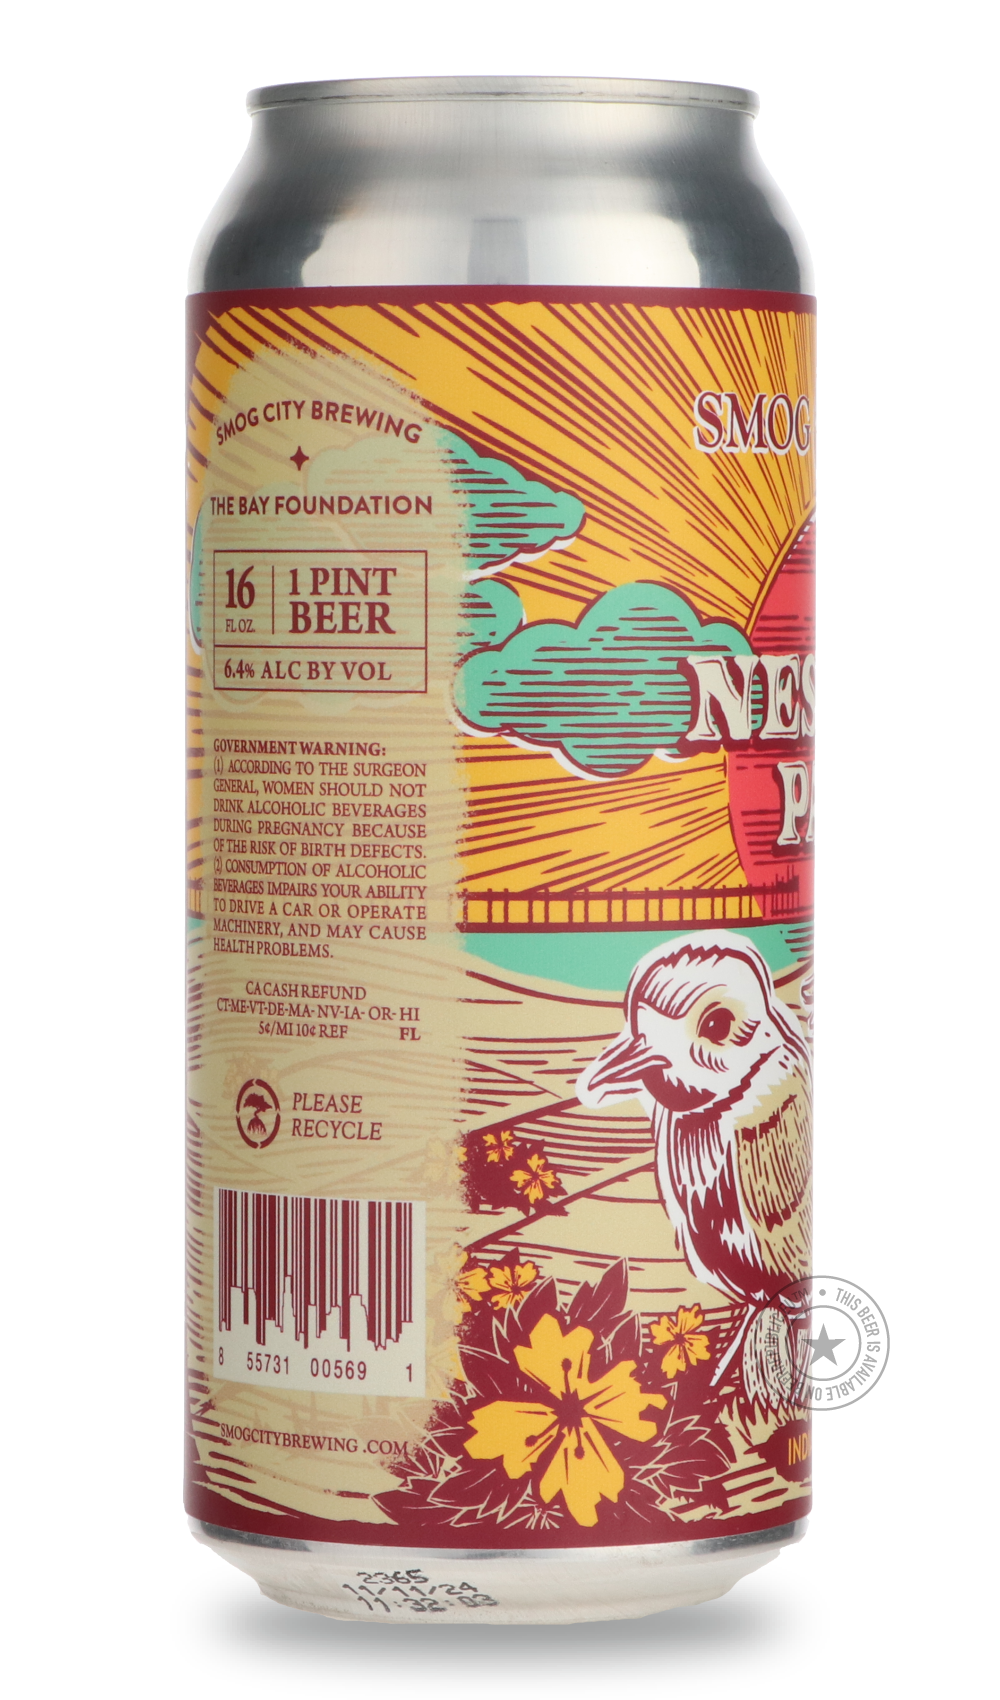 SMOG CITY BREWING
THE BAY FOUNDATION
16 FL OZ.
1 PINT
BEER
6.4% ALC BY VOL
GOVERNMENT WARNING:
(1) ACCORDING TO THE SURGEON
GENERAL, WOMEN SHOULD NOT
DRINK ALCOHOLIC BEVERAGES
DURING PREGNANCY BECAUSE
OF THE RISK OF BIRTH DEFECTS.
(2) CONSUMPTION OF ALCOHOLIC
BEVERAGES IMPAIRS YOUR ABILITY
TO DRIVE A CAR OR OPERATE
MACHINERY, AND MAY CAUSE
HEALTH PROBLEMS.
CA CASH REFUND
CT-ME-VT-DE-MA- NV-IA- OR- HI
5¢/MI 10¢ REF FL
PLEASE
RECYCLE
8 55731 00569 1
SMOGCITYBREWING .COM
SMOG
NES
PA
IND
THIS BEER IS AVAILABLE ON
2365
11/11/24
11:32:03